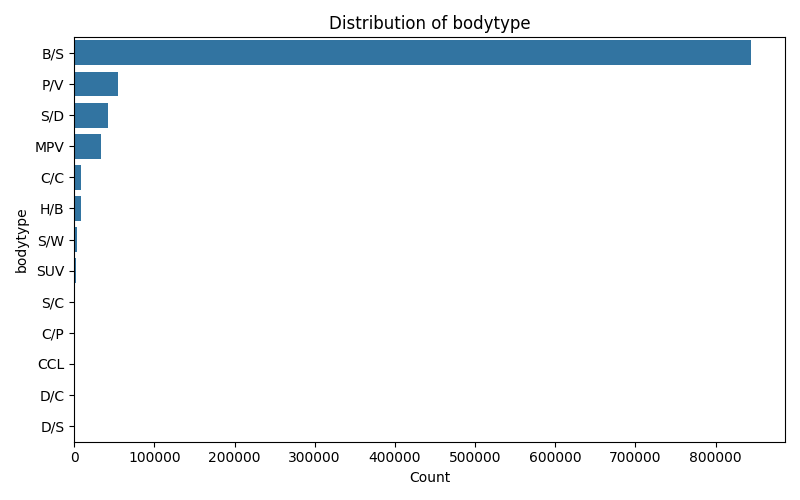 Distribution of bodytype
B/S
P/V
S/D
MPV
C/C
H/B
S/W
SUV
S/C
C/P
CCL
D/C
D/S
bodytype
0 100000 200000 300000 400000 500000 600000 700000 800000
Count